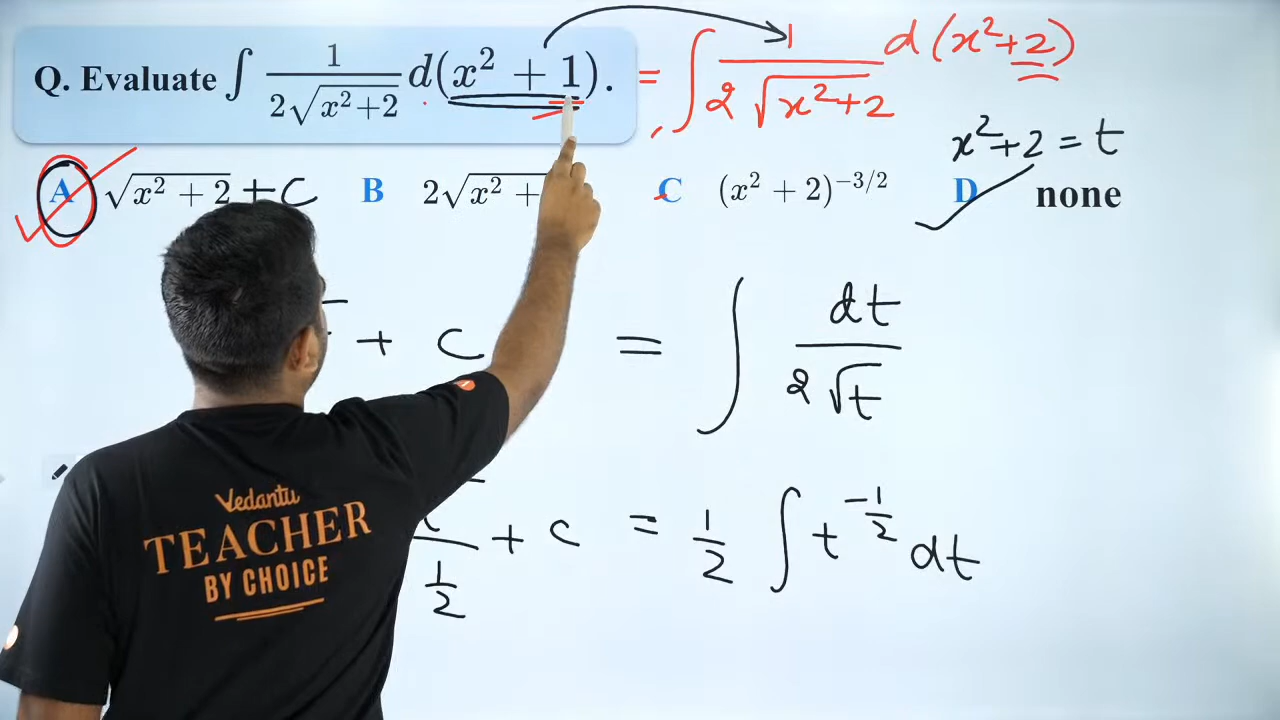 Q. Evaluate ∫ 1/(2√(x² + 2)) d(x² + 1). = ∫ 1/(2√(x²+2)) d(x²+2)
x²+2 = t
A √(x² + 2) + C B 2√(x² + C (x² + 2)^(-3/2) D none
+ C = ∫ dt/(2√t)
1/2 + C = 1/2 ∫ t^(-1/2) dt
Vedantu
TEACHER
BY CHOICE